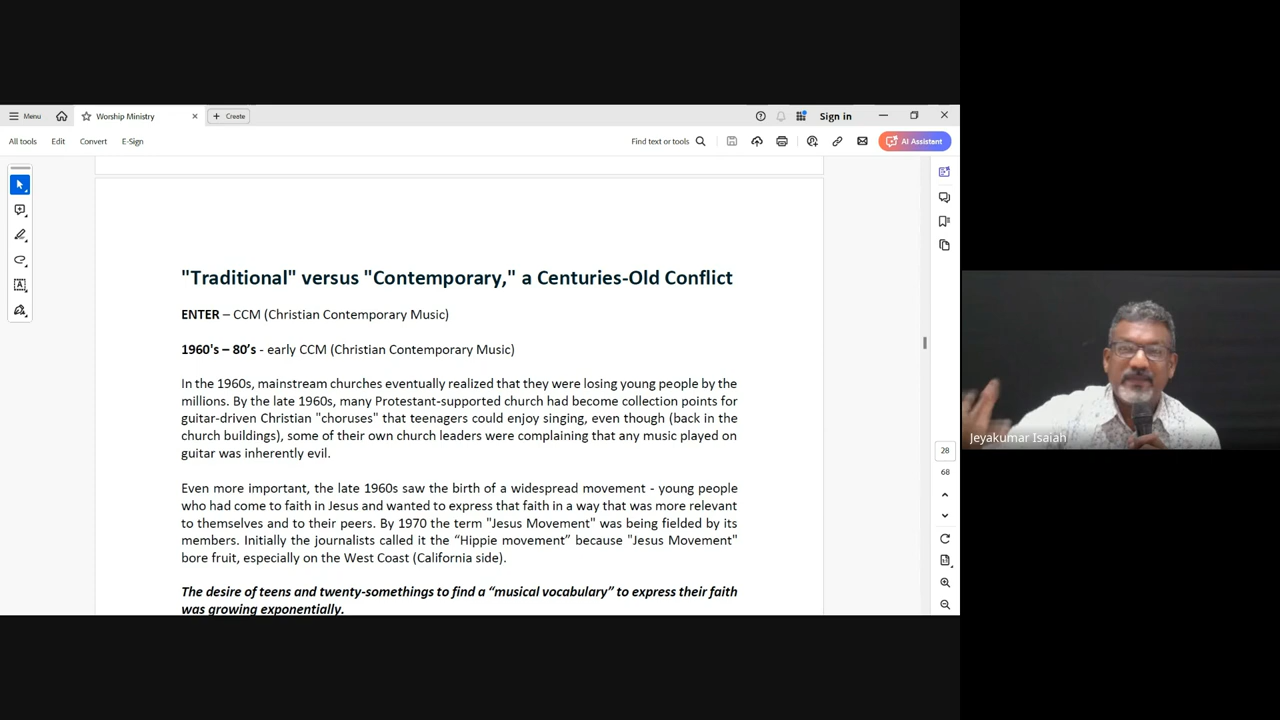 Menu
Worship Ministry
Create
Sign in
All tools
Edit
Convert
E-Sign
Find text or tools
AI Assistant
"Traditional" versus "Contemporary," a Centuries-Old Conflict
ENTER – CCM (Christian Contemporary Music)
1960's – 80’s - early CCM (Christian Contemporary Music)
In the 1960s, mainstream churches eventually realized that they were losing young people by the
millions. By the late 1960s, many Protestant-supported church had become collection points for
guitar-driven Christian "choruses" that teenagers could enjoy singing, even though (back in the
church buildings), some of their own church leaders were complaining that any music played on
guitar was inherently evil.
Even more important, the late 1960s saw the birth of a widespread movement - young people
who had come to faith in Jesus and wanted to express that faith in a way that was more relevant
to themselves and to their peers. By 1970 the term "Jesus Movement" was being fielded by its
members. Initially the journalists called it the “Hippie movement” because "Jesus Movement"
bore fruit, especially on the West Coast (California side).
The desire of teens and twenty-somethings to find a “musical vocabulary” to express their faith
was growing exponentially.
28
68
Jeyakumar Isaiah